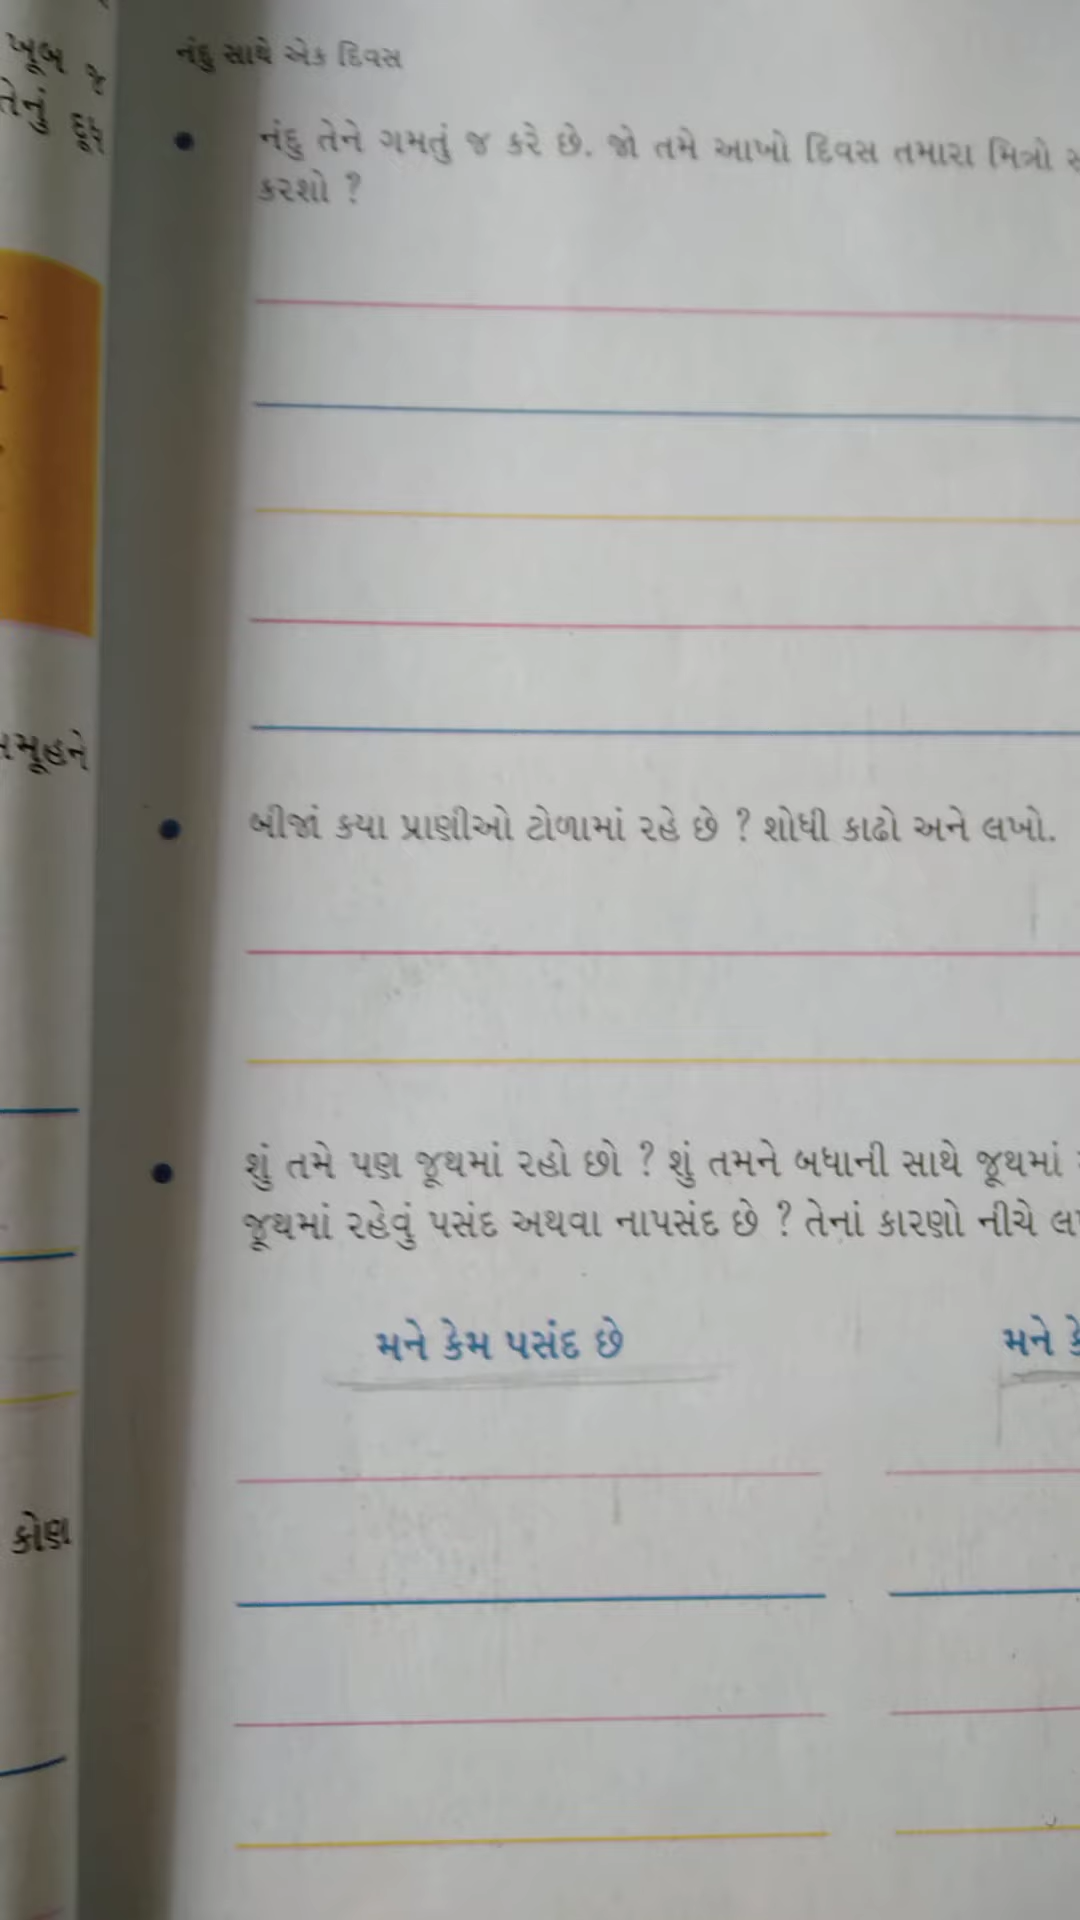 ખૂબ જ
તેનું દૂધ
સમૂહને
કોણ
નંદુ સાથે એક દિવસ
નંદુ તેને ગમતું જ કરે છે. જો તમે આખો દિવસ તમારા મિત્રો
કરશો ?
બીજાં કયા પ્રાણીઓ ટોળામાં રહે છે ? શોધી કાઢો અને લખો.
શું તમે પણ જૂથમાં રહો છો ? શું તમને બધાની સાથે જૂથમાં
જૂથમાં રહેવું પસંદ અથવા નાપસંદ છે ? તેનાં કારણો નીચે
મને કેમ પસંદ છે
મને